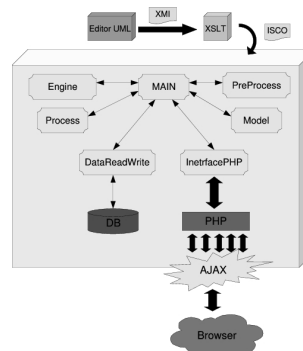 XMI
Editor UML
XSLT
ISCO
Engine
MAIN
PreProcess
Process
Model
DataReadWrite
InetrfacePHP
DB
PHP
AJAX
Browser